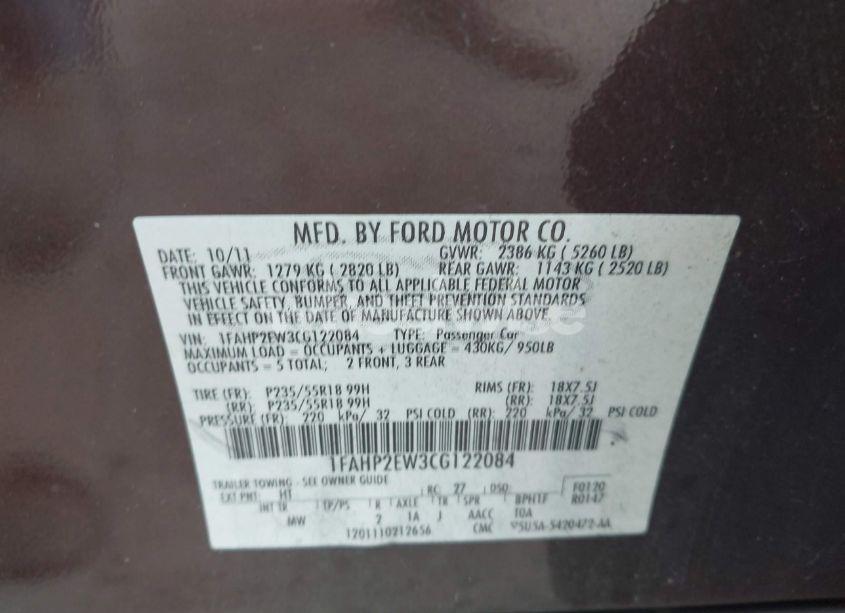 MFD. BY FORD MOTOR CO.
DATE: 10/11 GVWR: 2386 KG ( 5260 LB)
FRONT GAWR: 1279 KG ( 2820 LB) REAR GAWR: 1143 KG ( 2520 LB)
THIS VEHICLE CONFORMS TO ALL APPLICABLE FEDERAL MOTOR
VEHICLE SAFETY, BUMPER, AND THEFT PREVENTION STANDARDS
IN EFFECT ON THE DATE OF MANUFACTURE SHOWN ABOVE.
VIN: 1FAHP2EW3CG122084 TYPE: Passenger Car
MAXIMUM LOAD = OCCUPANTS + LUGGAGE = 430KG/ 950LB
OCCUPANTS = 5 TOTAL; 2 FRONT, 3 REAR
TIRE (FR): P235/55R18 99H RIMS (FR): 18X7.5J
(RR): P235/55R18 99H (RR): 18X7.5J
PRESSURE (FR): 220 kPa/ 32 PSI COLD (RR): 220 kPa/ 32 PSI COLD
1FAHP2EW3CG122084
TRAILER TOWING - SEE OWNER GUIDE RC: 27 DSO: F0120
EXT PNT: HT R0147
INT TR TP/PS R AXLE TR SPR BPHTF
MW 2 1A J AACC T0A
1201110212656 CMC 5U5A-5420472-AA